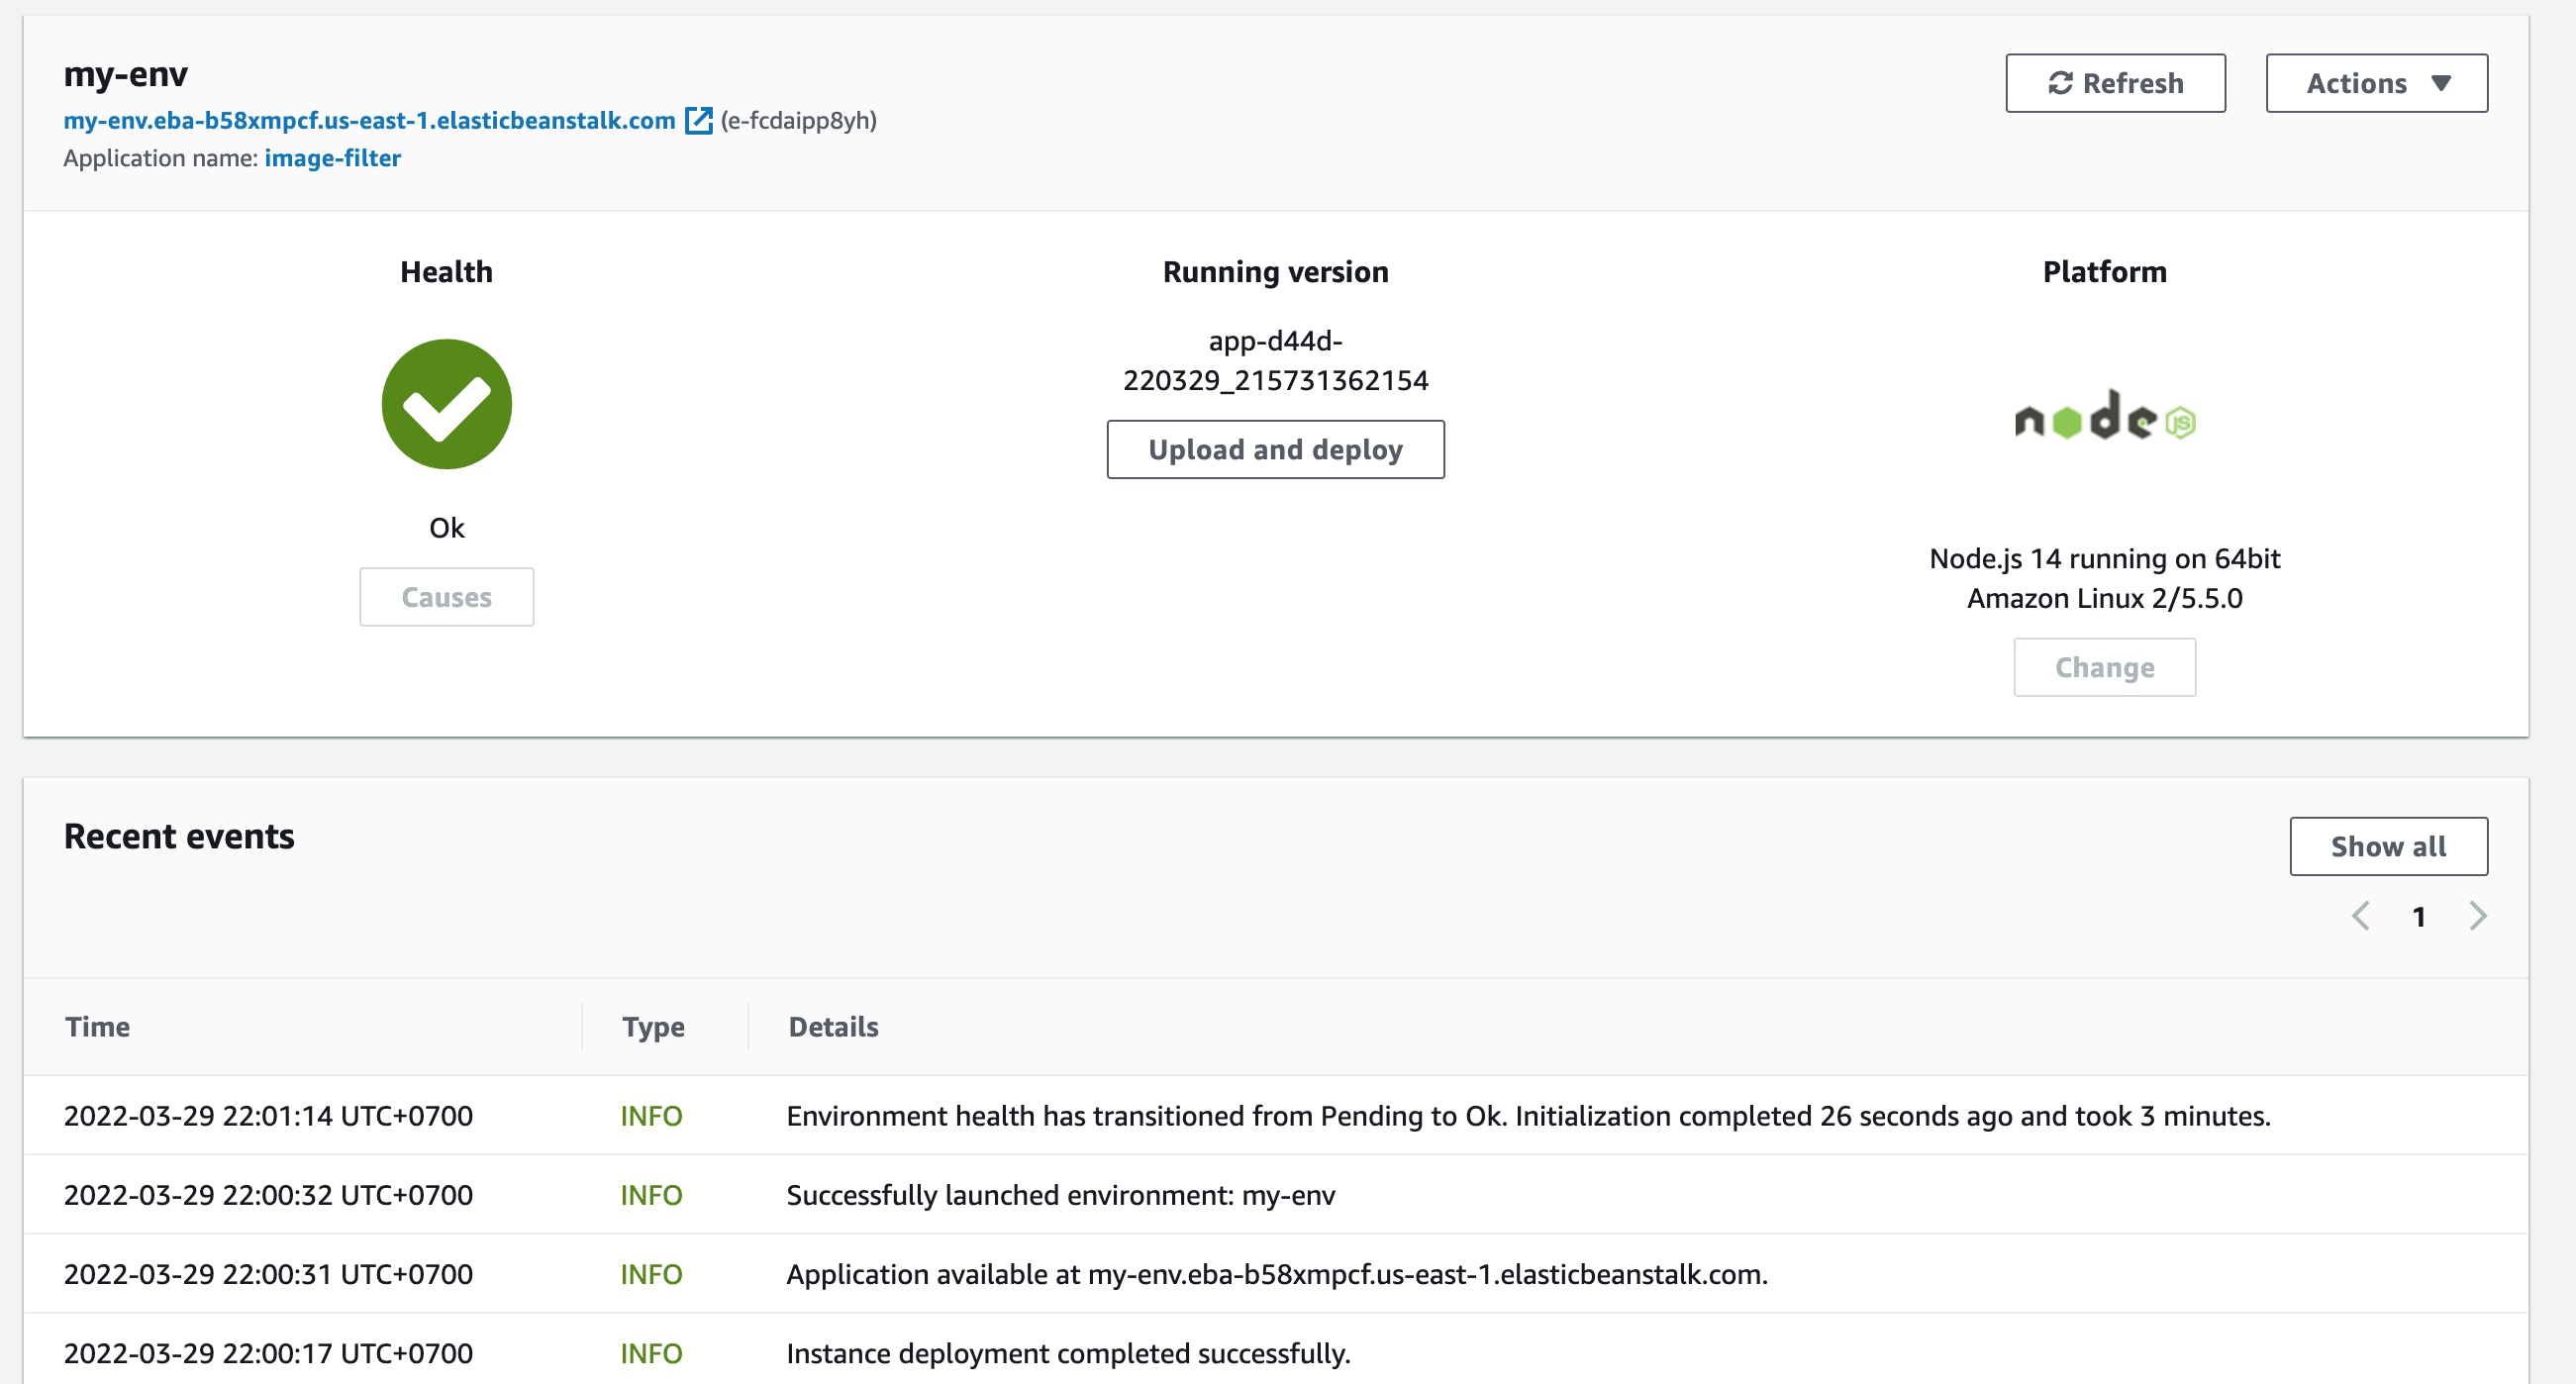 my-env
Refresh
Actions
my-env.eba-b58xmpcf.us-east-1.elasticbeanstalk.com (e-fcdaipp8yh)
Application name: image-filter
Health
Ok
Causes
Running version
app-d44d-
220329_215731362154
Upload and deploy
Platform
node JS
Node.js 14 running on 64bit
Amazon Linux 2/5.5.0
Change
Recent events
Show all
1
Time Type Details
2022-03-29 22:01:14 UTC+0700 INFO Environment health has transitioned from Pending to Ok. Initialization completed 26 seconds ago and took 3 minutes.
2022-03-29 22:00:32 UTC+0700 INFO Successfully launched environment: my-env
2022-03-29 22:00:31 UTC+0700 INFO Application available at my-env.eba-b58xmpcf.us-east-1.elasticbeanstalk.com.
2022-03-29 22:00:17 UTC+0700 INFO Instance deployment completed successfully.